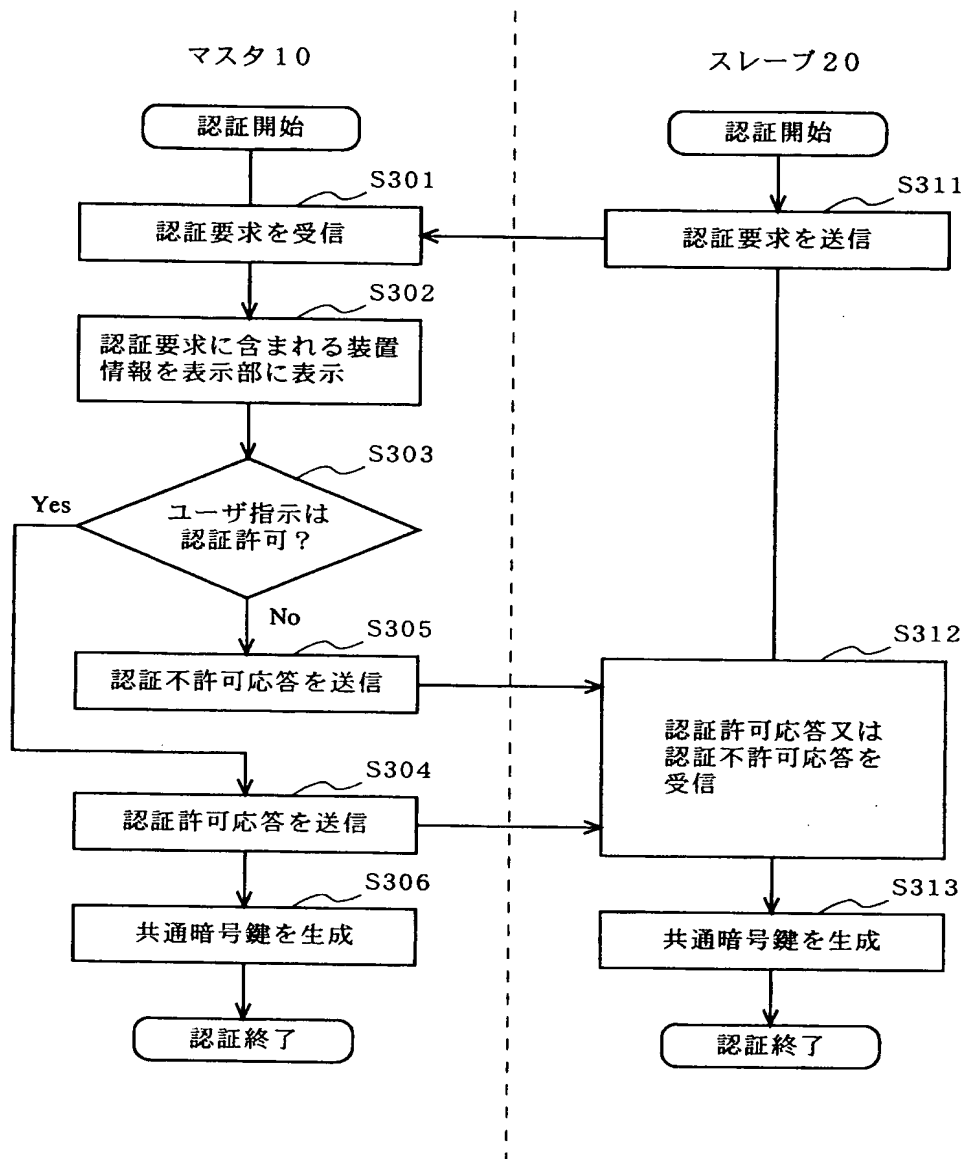 マスタ10
認証開始
S301
認証要求を受信
S302
認証要求に含まれる装置
情報を表示部に表示
S303
Yes
ユーザ指示は
認証許可？
No
S305
認証不許可応答を送信
S304
認証許可応答を送信
S306
共通暗号鍵を生成
認証終了
スレーブ20
認証開始
S311
認証要求を送信
S312
認証許可応答又は
認証不許可応答を
受信
S313
共通暗号鍵を生成
認証終了